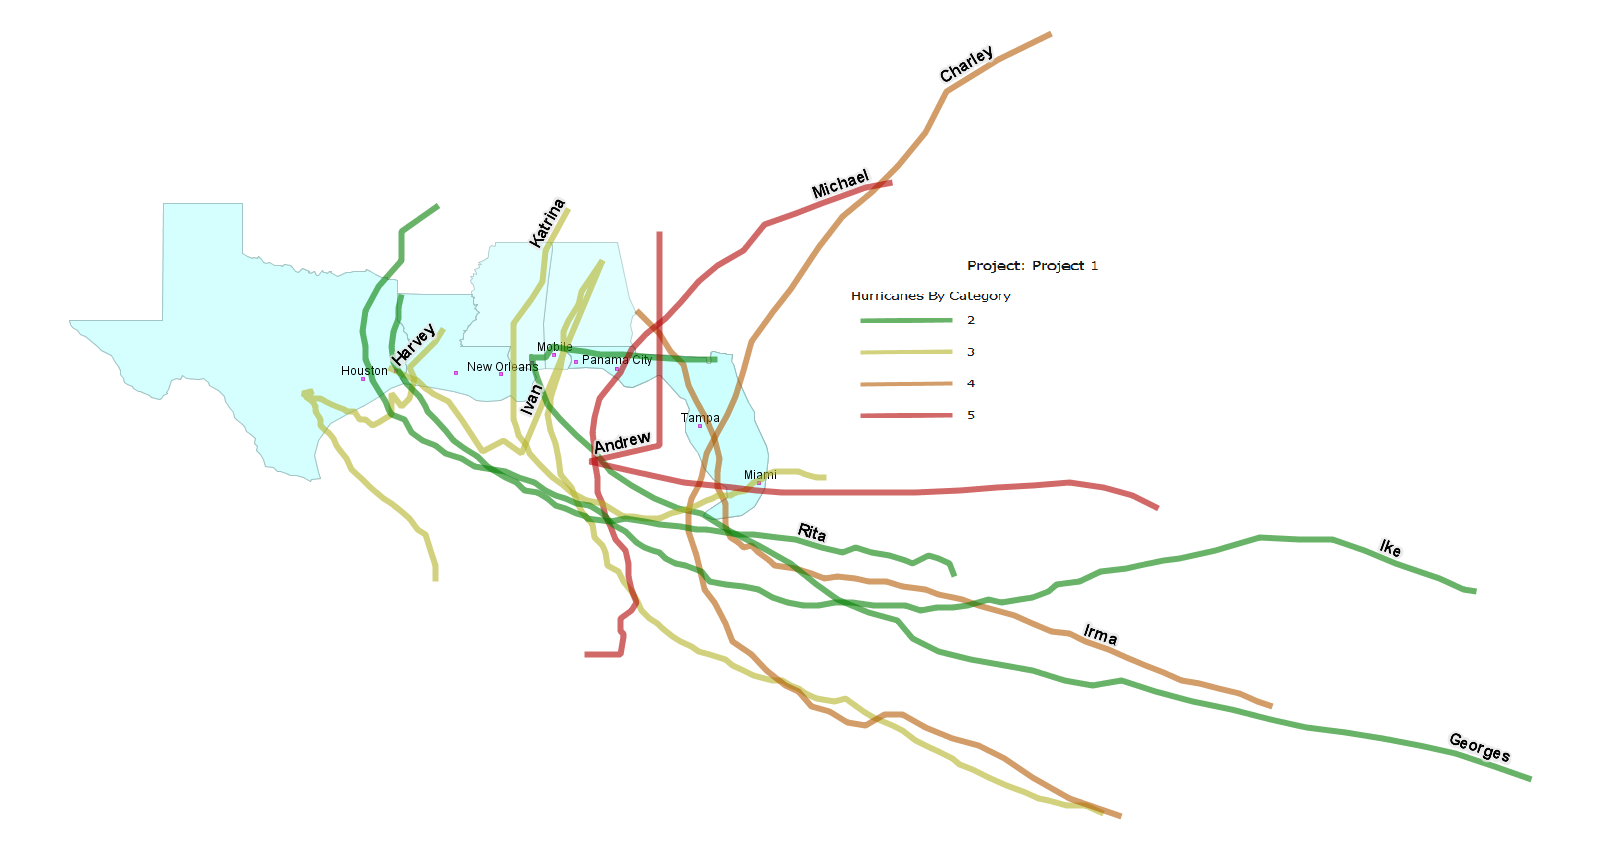 Charley
Michael
Katrina
Project: Project 1
Hurricanes By Category
2
3
4
5
Harvey
Mobile
Panama City
New Orleans
Houston
Ivan
Tampa
Andrew
Miami
Rita
Ike
Irma
Georges